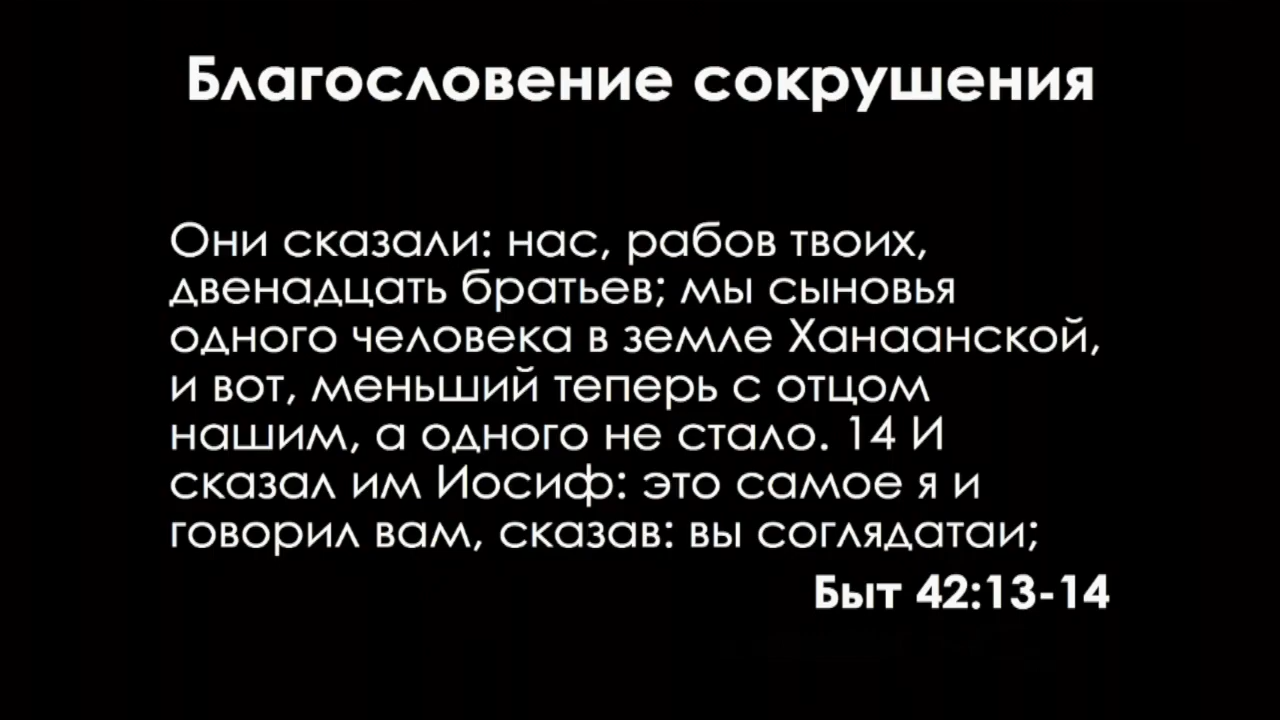 Благословение сокрушения
Они сказали: нас, рабов твоих,
двенадцать братьев; мы сыновья
одного человека в земле Ханаанской,
и вот, меньший теперь с отцом
нашим, а одного не стало. 14 И
сказал им Иосиф: это самое я и
говорил вам, сказав: вы соглядатаи;
Быт 42:13-14